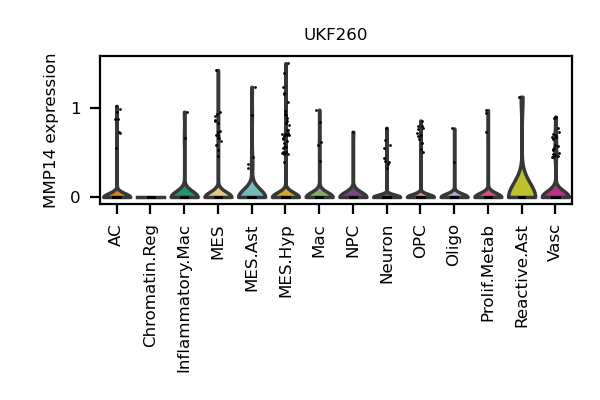 UKF260
MMP14 expression
1
0
AC
Chromatin.Reg
Inflammatory.Mac
MES
MES.Ast
MES.Hyp
Mac
NPC
Neuron
OPC
Oligo
Prolif.Metab
Reactive.Ast
Vasc